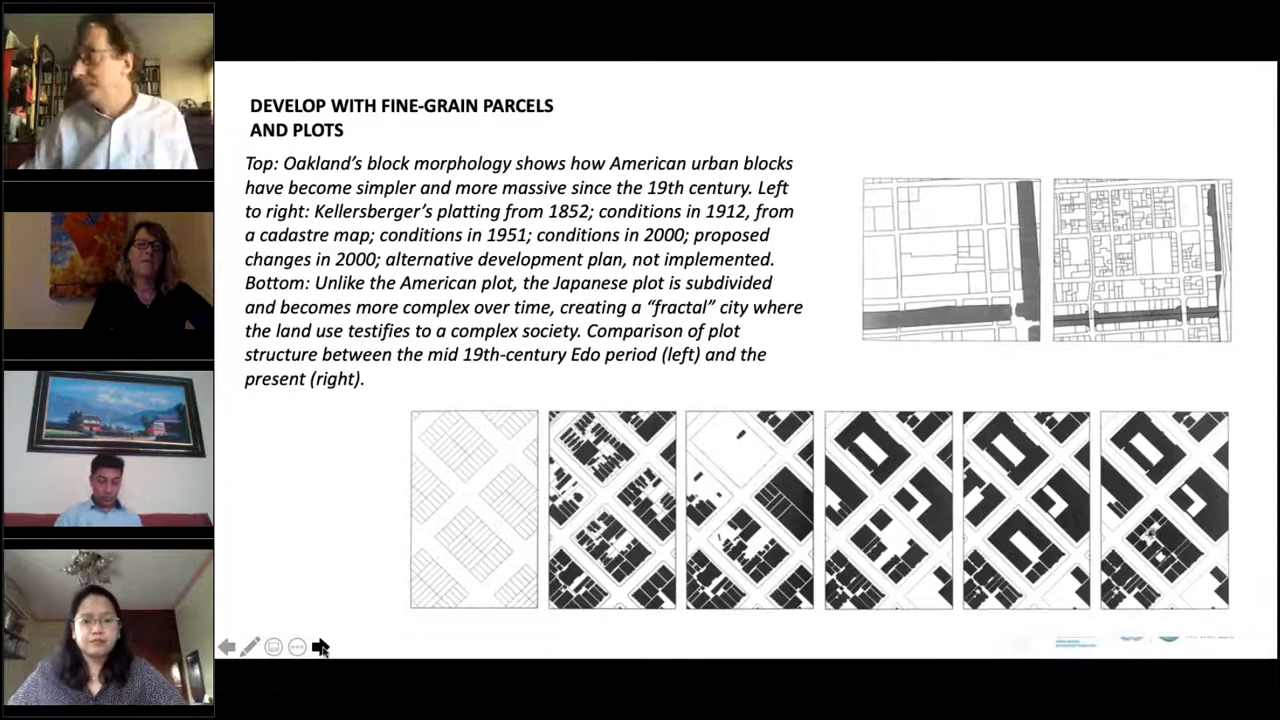 DEVELOP WITH FINE-GRAIN PARCELS
AND PLOTS
Top: Oakland’s block morphology shows how American urban blocks
have become simpler and more massive since the 19th century. Left
to right: Kellersberger’s platting from 1852; conditions in 1912, from
a cadastre map; conditions in 1951; conditions in 2000; proposed
changes in 2000; alternative development plan, not implemented.
Bottom: Unlike the American plot, the Japanese plot is subdivided
and becomes more complex over time, creating a “fractal” city where
the land use testifies to a complex society. Comparison of plot
structure between the mid 19th-century Edo period (left) and the
present (right).